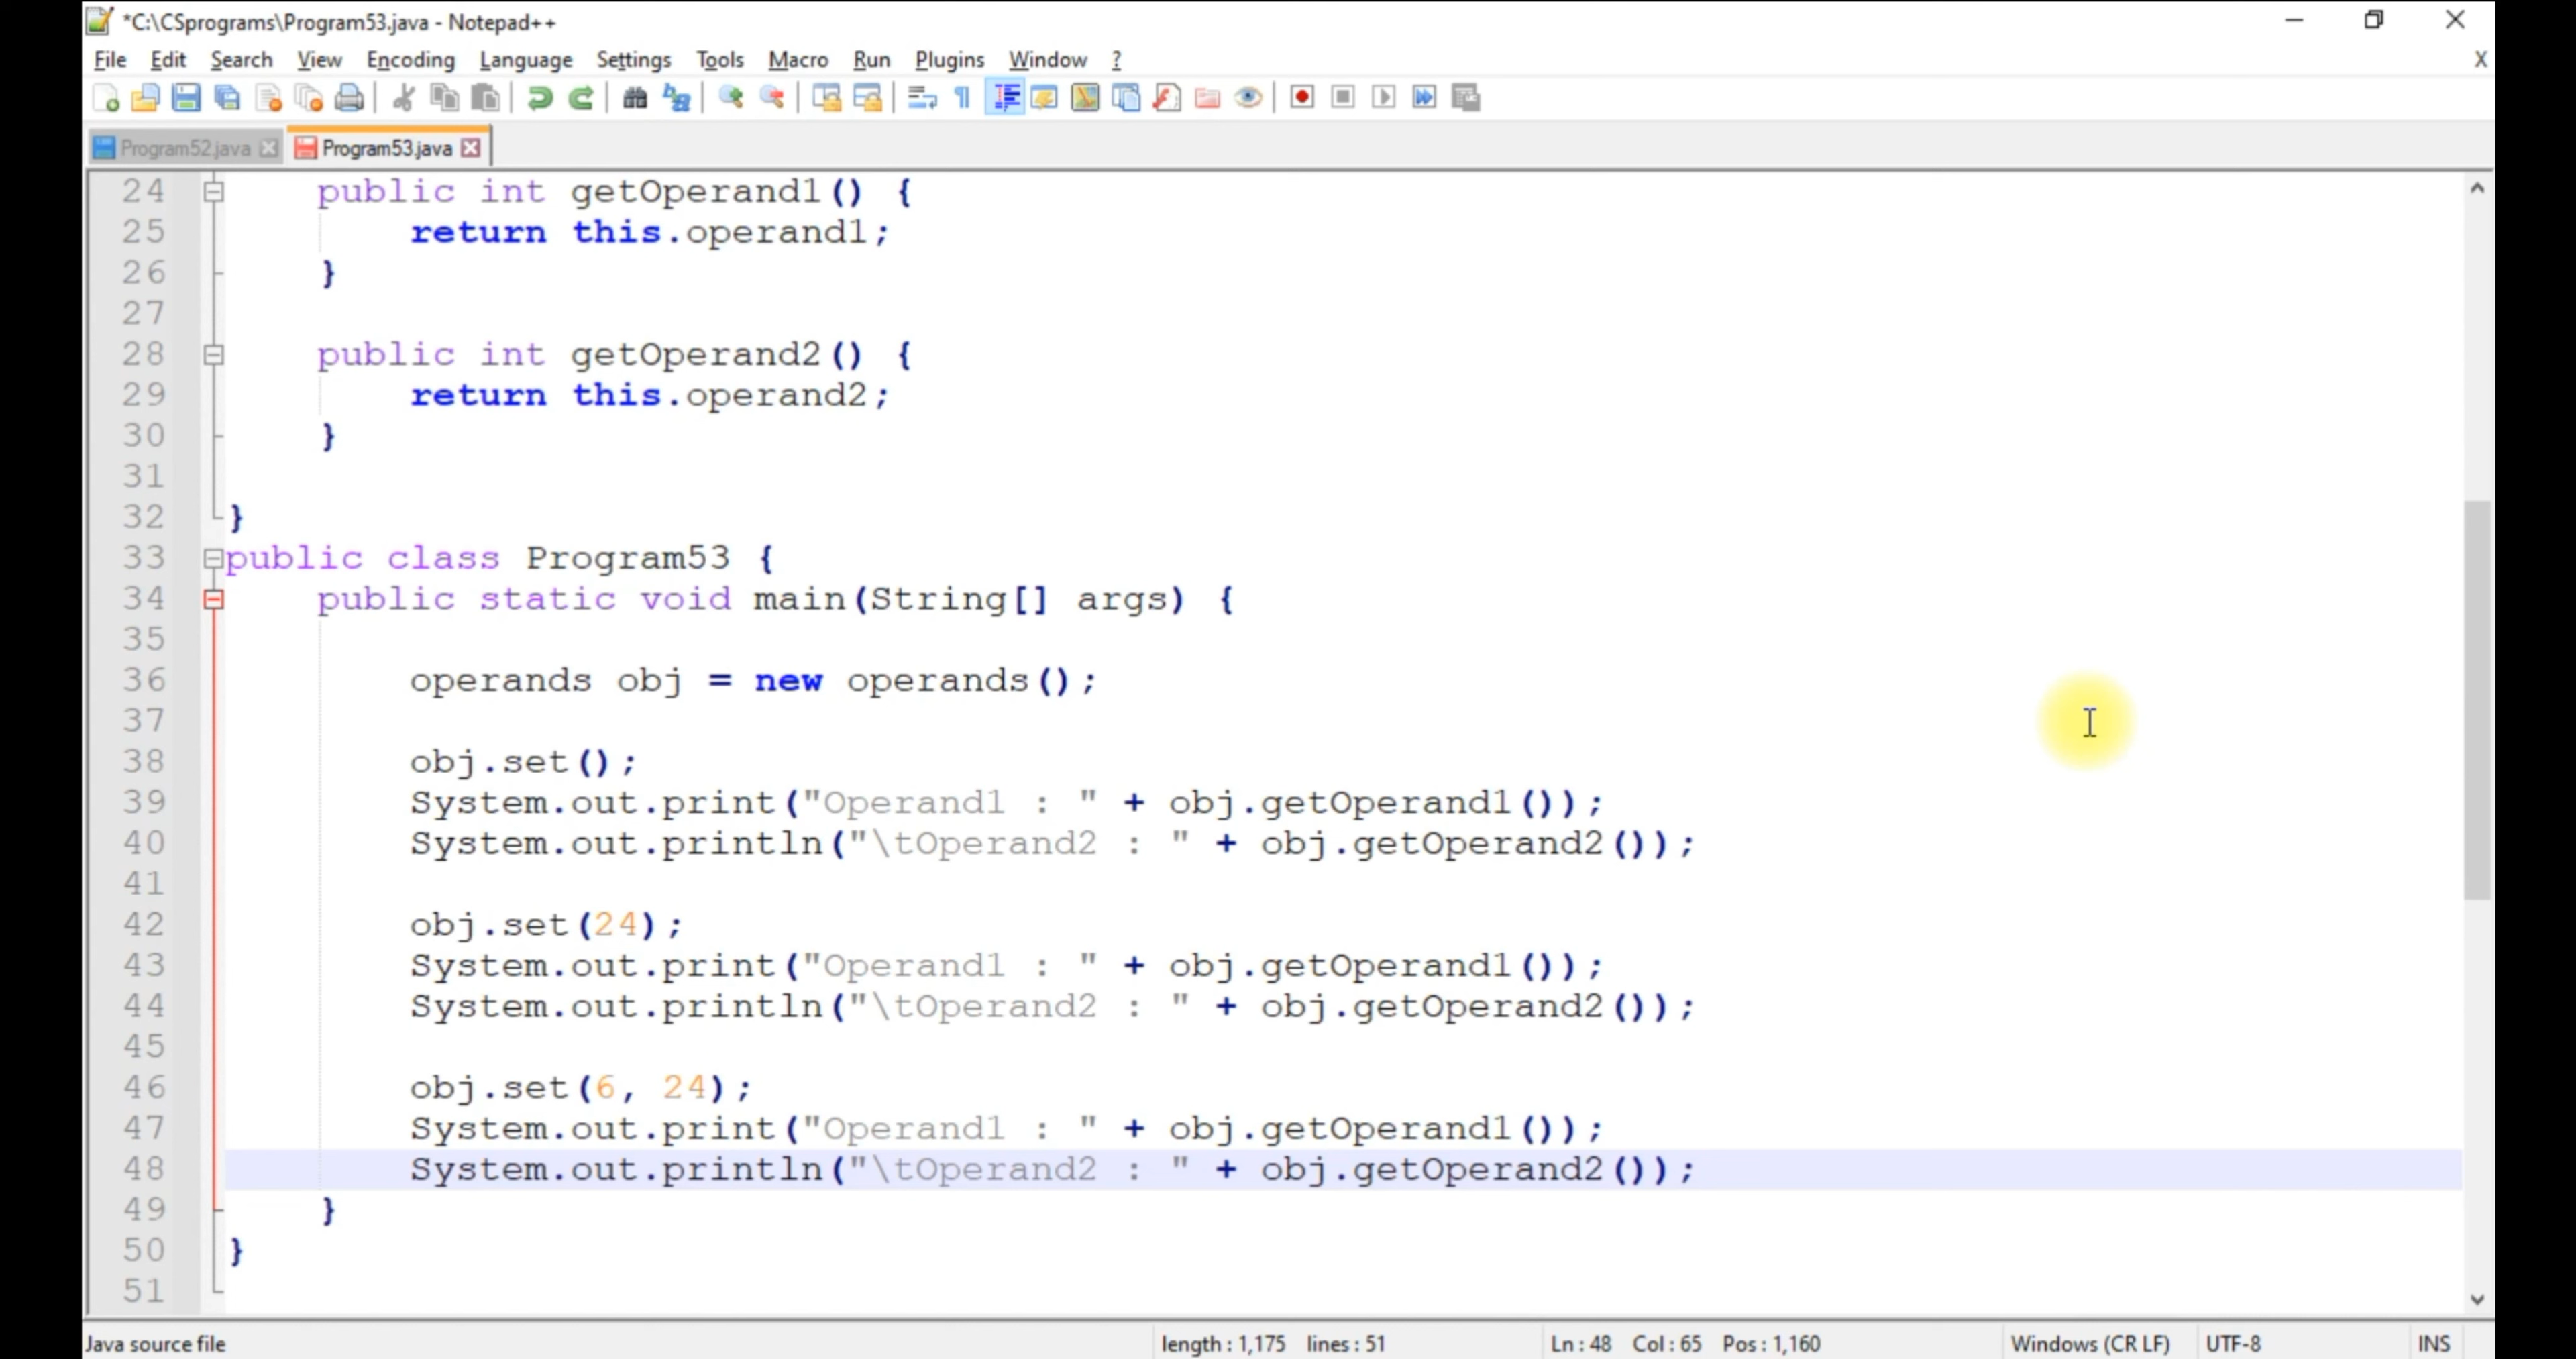 *C:\CSprograms\Program53.java - Notepad++
File Edit Search View Encoding Language Settings Tools Macro Run Plugins Window ? X
Program52.java Program53.java
24 public int getOperand1() {
25 return this.operand1;
26 }
27
28 public int getOperand2() {
29 return this.operand2;
30 }
31
32 }
33 public class Program53 {
34 public static void main(String[] args) {
35
36 operands obj = new operands();
37
38 obj.set();
39 System.out.print("Operand1 : " + obj.getOperand1());
40 System.out.println("\tOperand2 : " + obj.getOperand2());
41
42 obj.set(24);
43 System.out.print("Operand1 : " + obj.getOperand1());
44 System.out.println("\tOperand2 : " + obj.getOperand2());
45
46 obj.set(6, 24);
47 System.out.print("Operand1 : " + obj.getOperand1());
48 System.out.println("\tOperand2 : " + obj.getOperand2());
49 }
50 }
51
Java source file length : 1,175 lines : 51 Ln : 48 Col : 65 Pos : 1,160 Windows (CR LF) UTF-8 INS